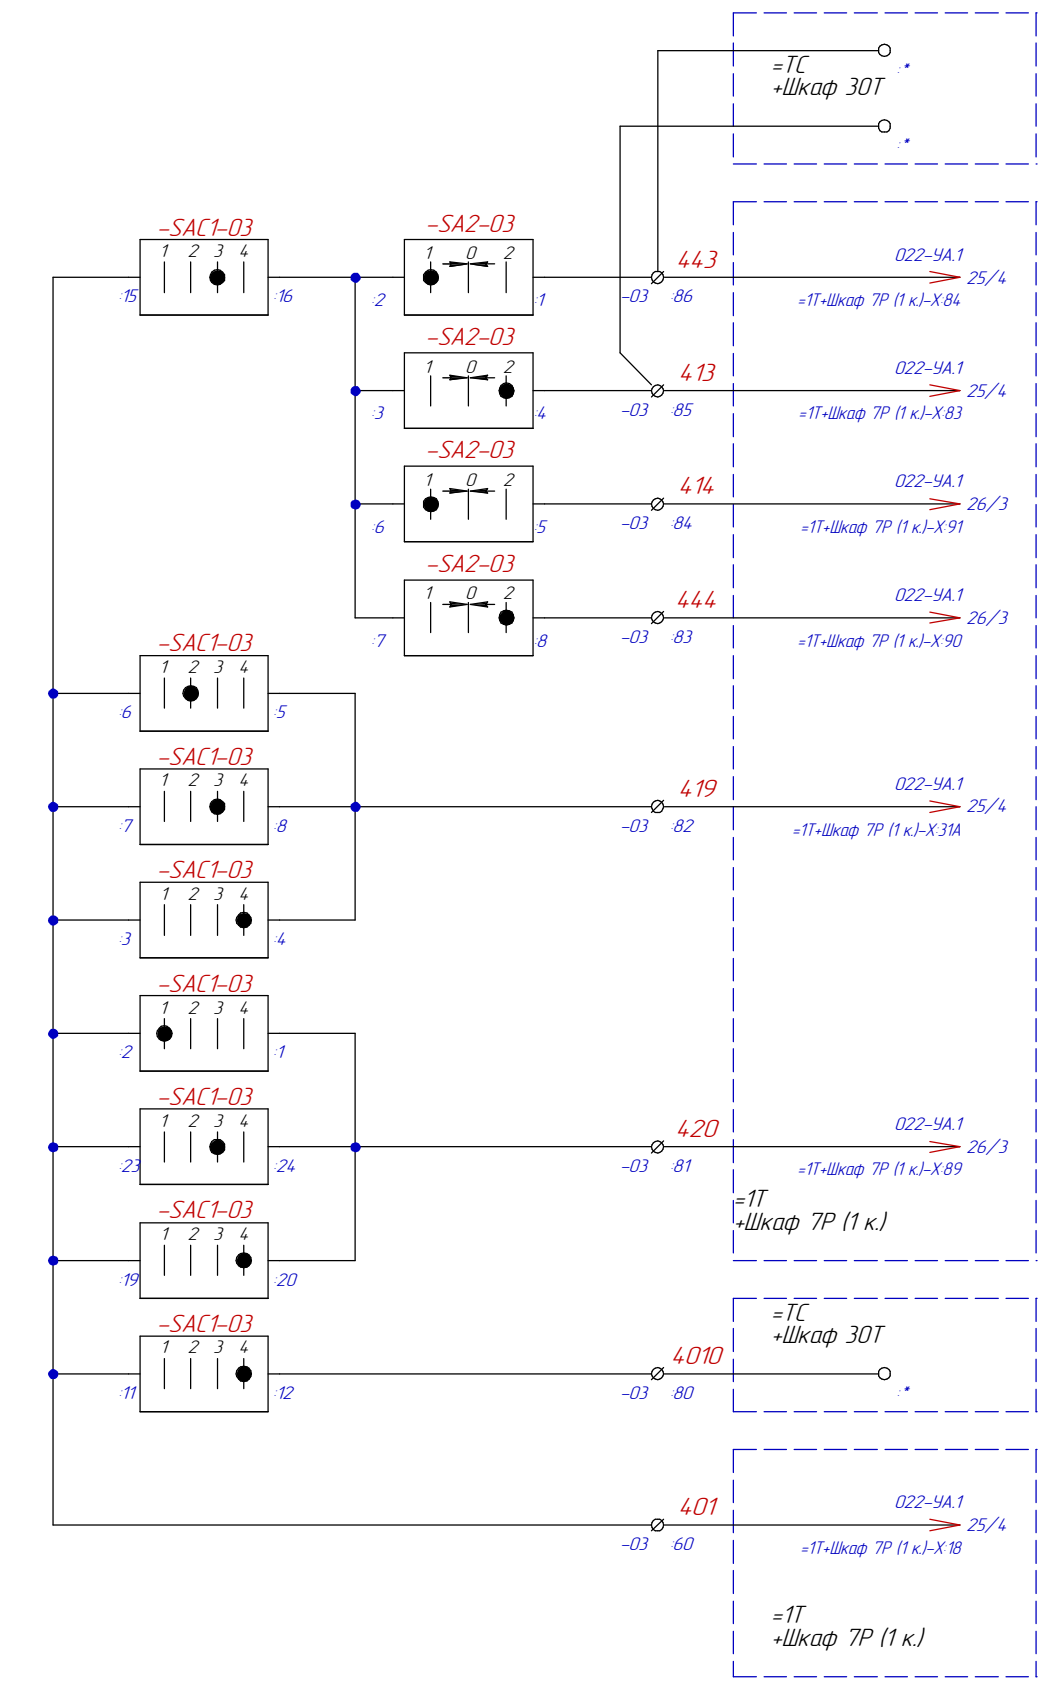 =ТС
:*
+Шкаф 30Т
:*
-SAC1-03
1 2 3 4
:15 :16
-SA2-03
1 0 2
:2 :1
443
-03 :86
022-УА.1
25/4
=1Т+Шкаф 7Р (1 к.)-Х:84
-SA2-03
1 0 2
:3 :4
413
-03 :85
022-УА.1
25/4
=1Т+Шкаф 7Р (1 к.)-Х:83
-SA2-03
1 0 2
:6 :5
414
-03 :84
022-УА.1
26/3
=1Т+Шкаф 7Р (1 к.)-Х:91
-SA2-03
1 0 2
:7 :8
444
-03 :83
022-УА.1
26/3
=1Т+Шкаф 7Р (1 к.)-Х:90
-SAC1-03
1 2 3 4
:6 :5
-SAC1-03
1 2 3 4
:7 :8
419
-03 :82
022-УА.1
25/4
=1Т+Шкаф 7Р (1 к.)-Х:31А
-SAC1-03
1 2 3 4
:3 :4
-SAC1-03
1 2 3 4
:2 :1
-SAC1-03
1 2 3 4
:23 :24
420
-03 :81
022-УА.1
26/3
=1Т+Шкаф 7Р (1 к.)-Х:89
=1Т
+Шкаф 7Р (1 к.)
-SAC1-03
1 2 3 4
:19 :20
-SAC1-03
1 2 3 4
:11 :12
4010
-03 :80
=ТС
+Шкаф 30Т
:*
401
-03 :60
022-УА.1
25/4
=1Т+Шкаф 7Р (1 к.)-Х:18
=1Т
+Шкаф 7Р (1 к.)